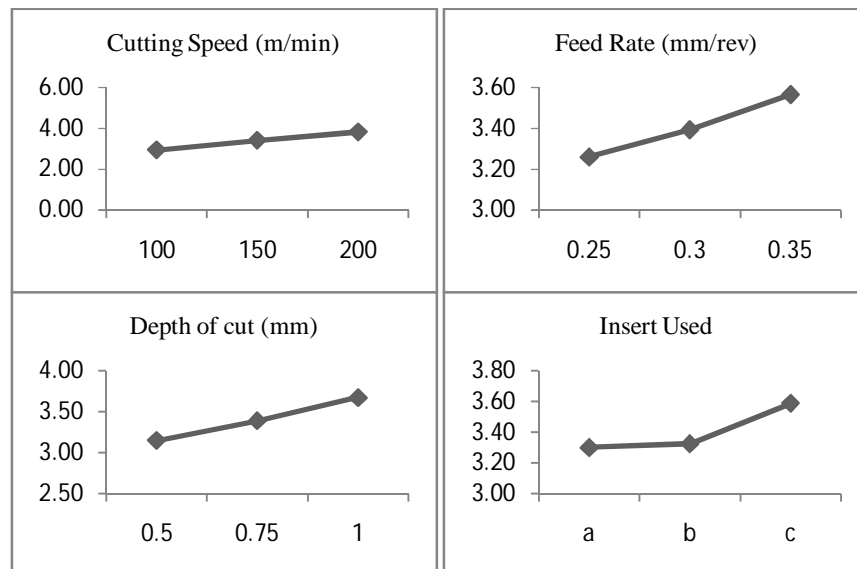 Cutting Speed (m/min)
6.00
4.00
2.00
0.00
100 150 200
Feed Rate (mm/rev)
3.60
3.40
3.20
3.00
0.25 0.3 0.35
Depth of cut (mm)
4.00
3.50
3.00
2.50
0.5 0.75 1
Insert Used
3.80
3.60
3.40
3.20
3.00
a b c